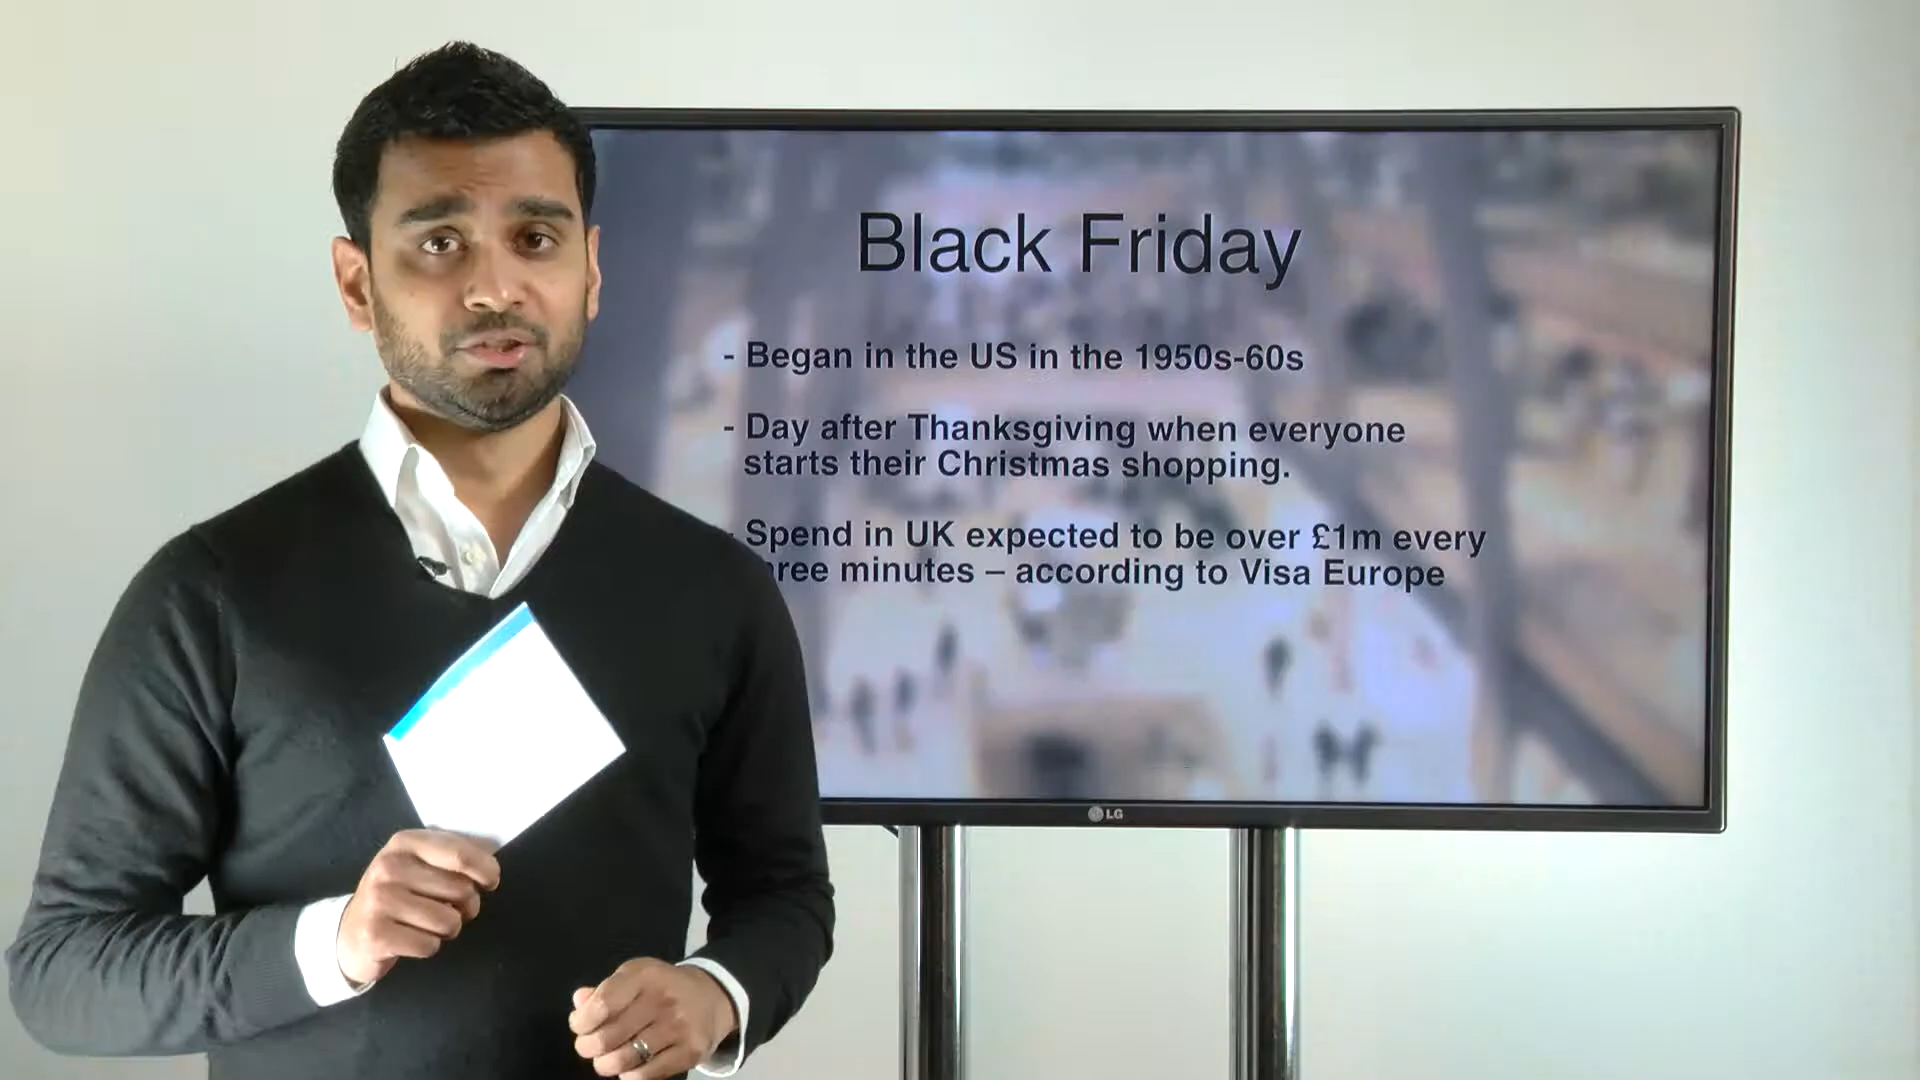 Black Friday
- Began in the US in the 1950s-60s
- Day after Thanksgiving when everyone
starts their Christmas shopping.
- Spend in UK expected to be over £1m every
minutes – according to Visa Europe
LG